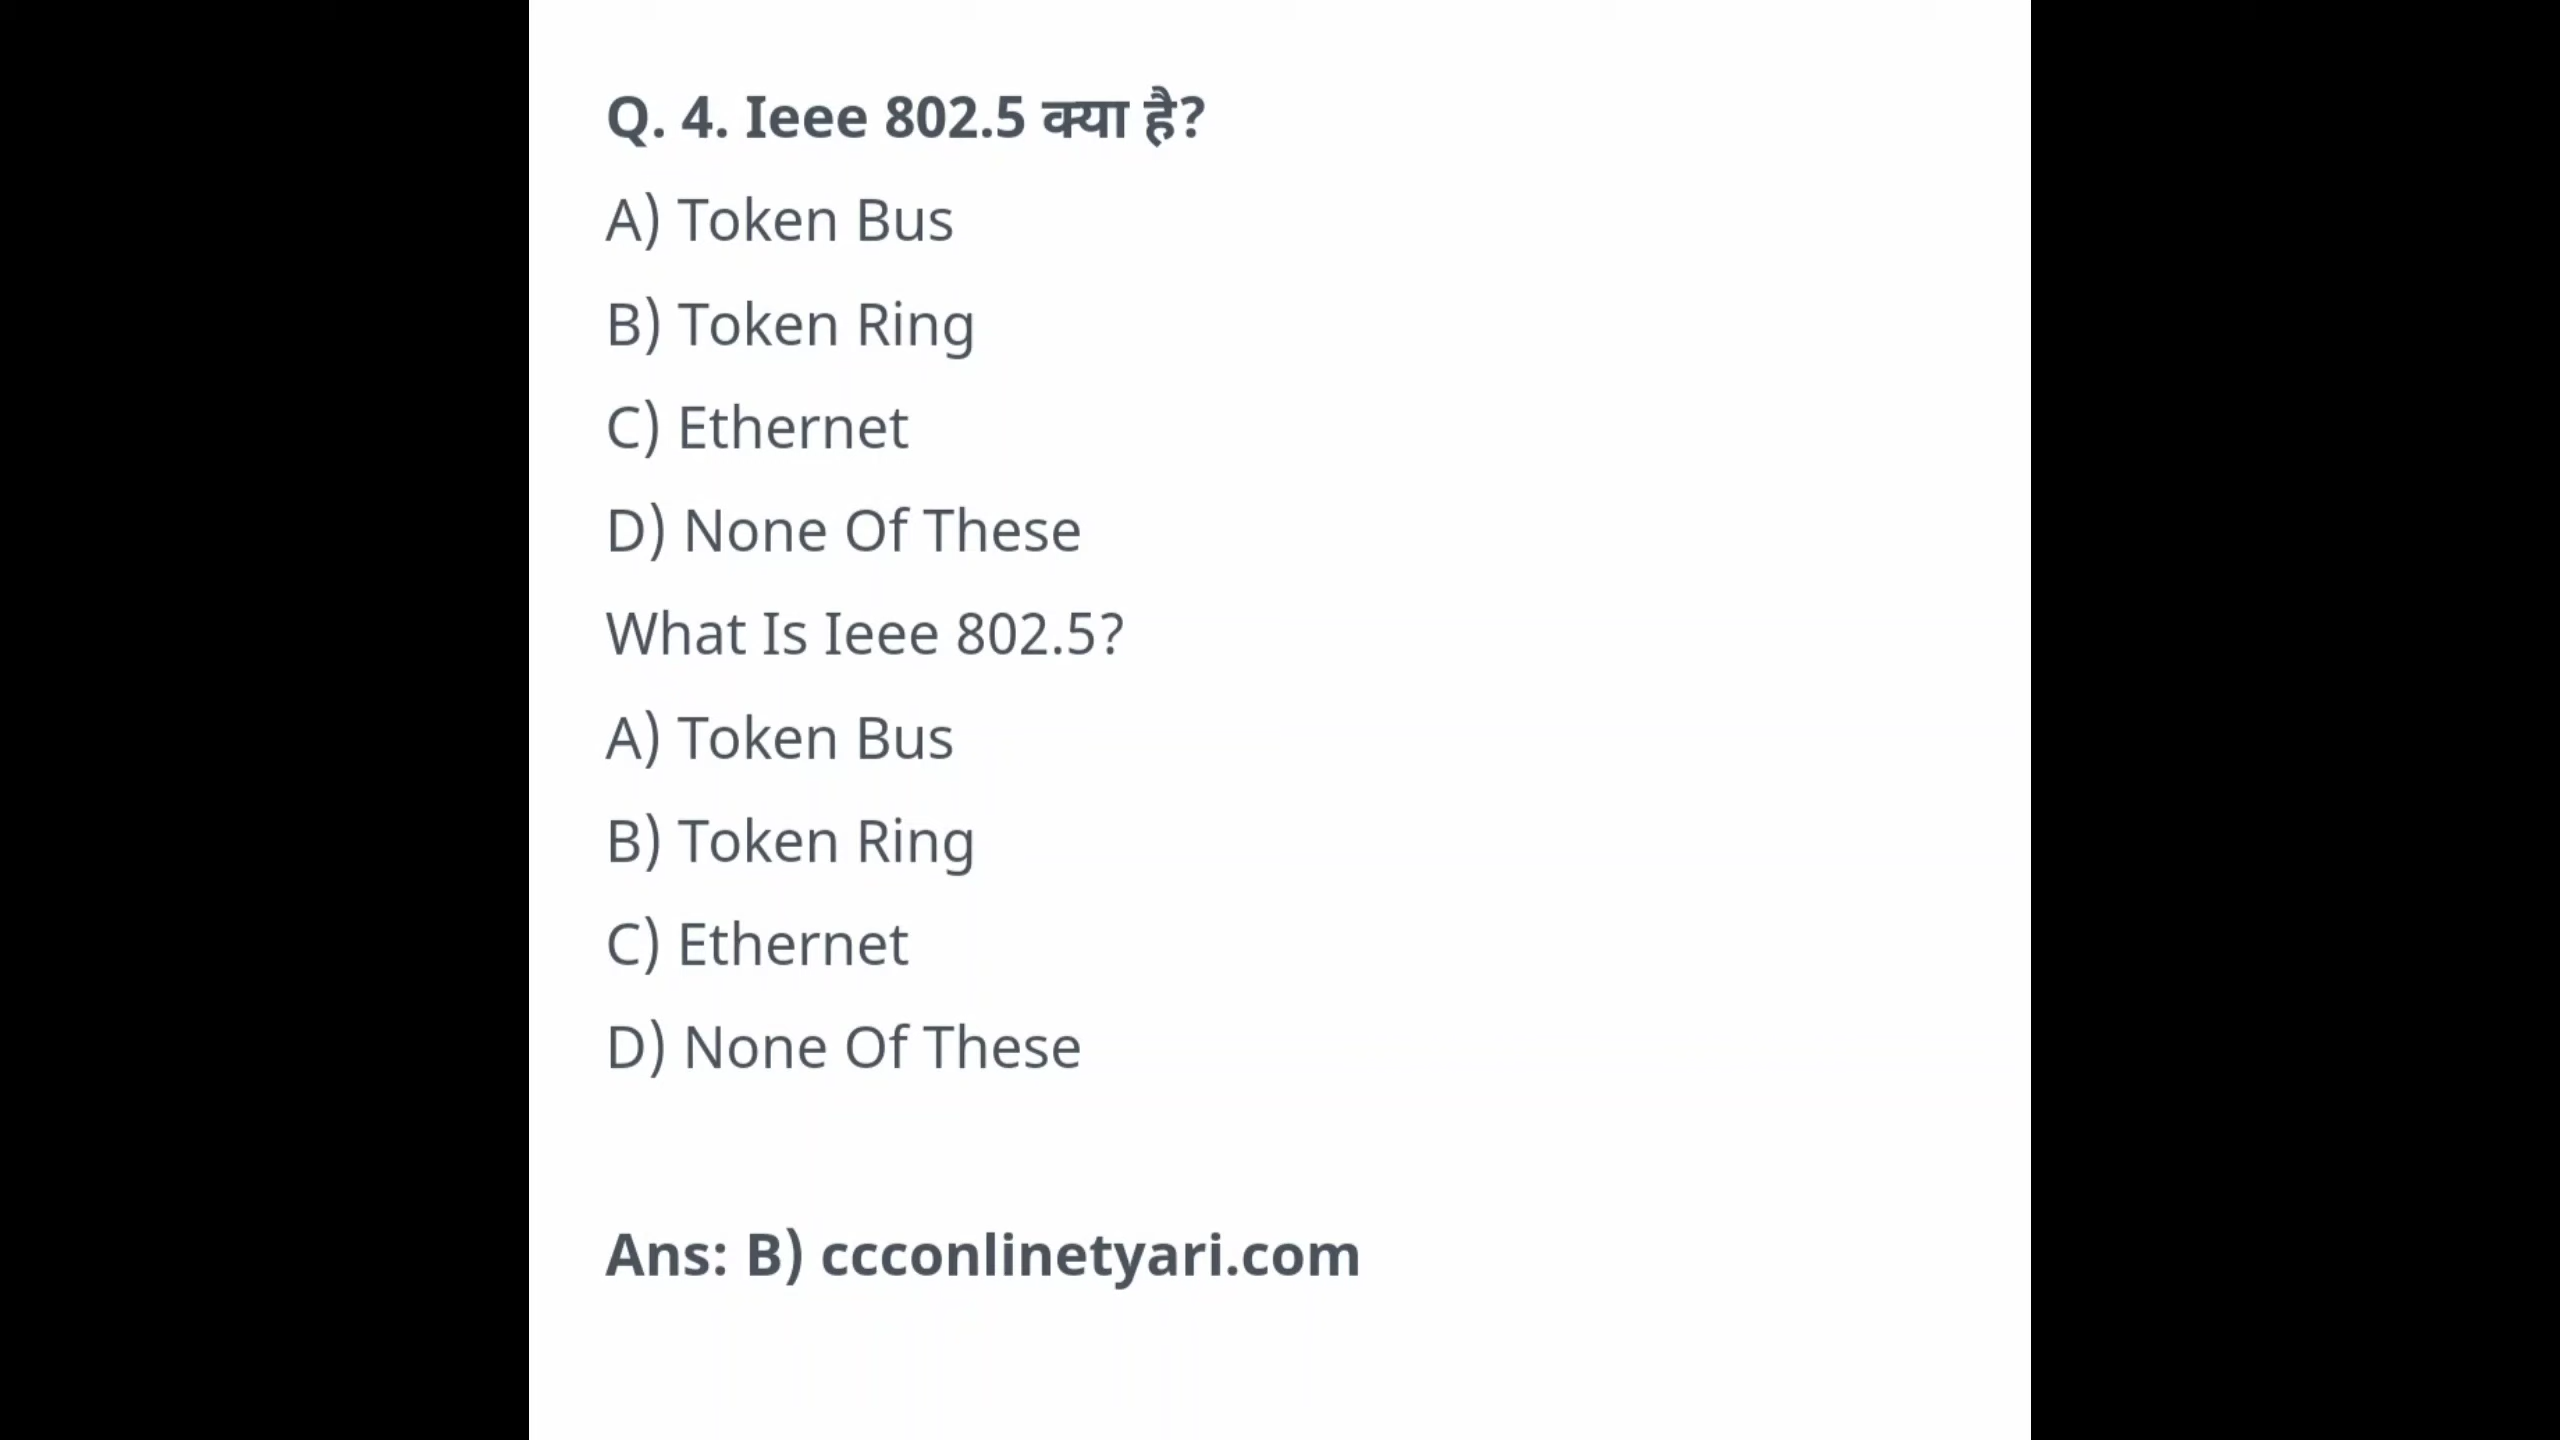 Q. 4. Ieee 802.5 क्या है?
A) Token Bus
B) Token Ring
C) Ethernet
D) None Of These
What Is Ieee 802.5?
A) Token Bus
B) Token Ring
C) Ethernet
D) None Of These
Ans: B) ccconlinetyari.com